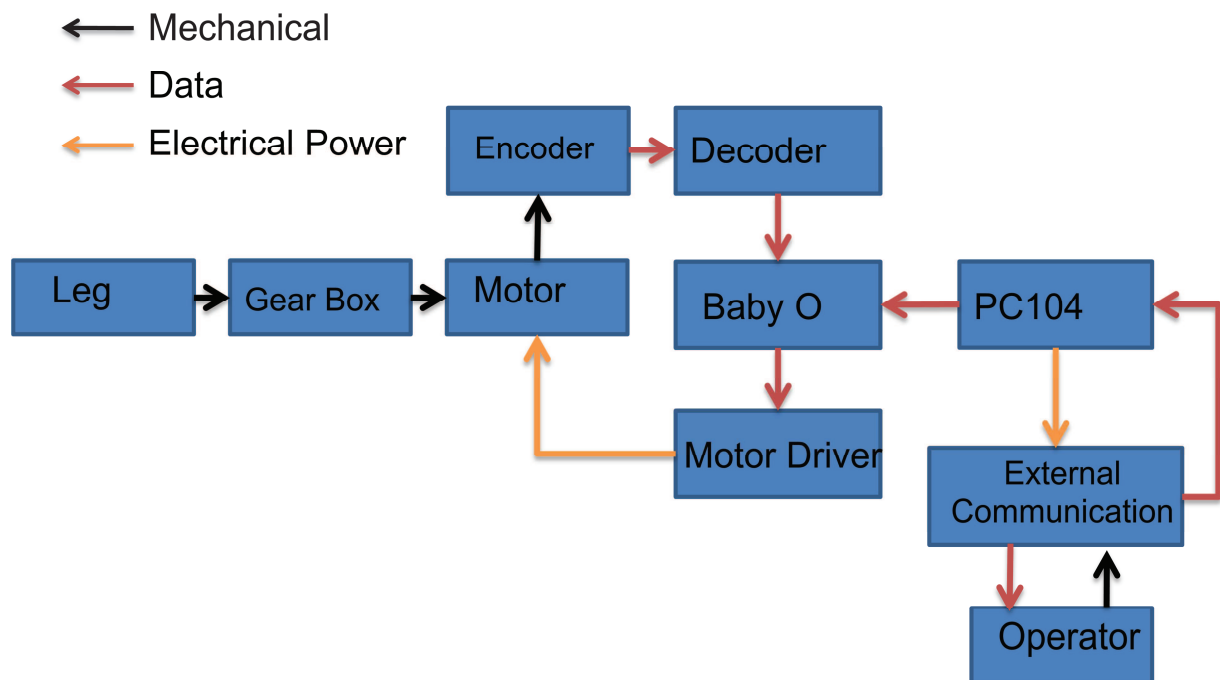 Mechanical
Data
Electrical Power
Encoder
Decoder
Leg
Gear Box
Motor
Baby O
PC104
Motor Driver
External
Communication
Operator